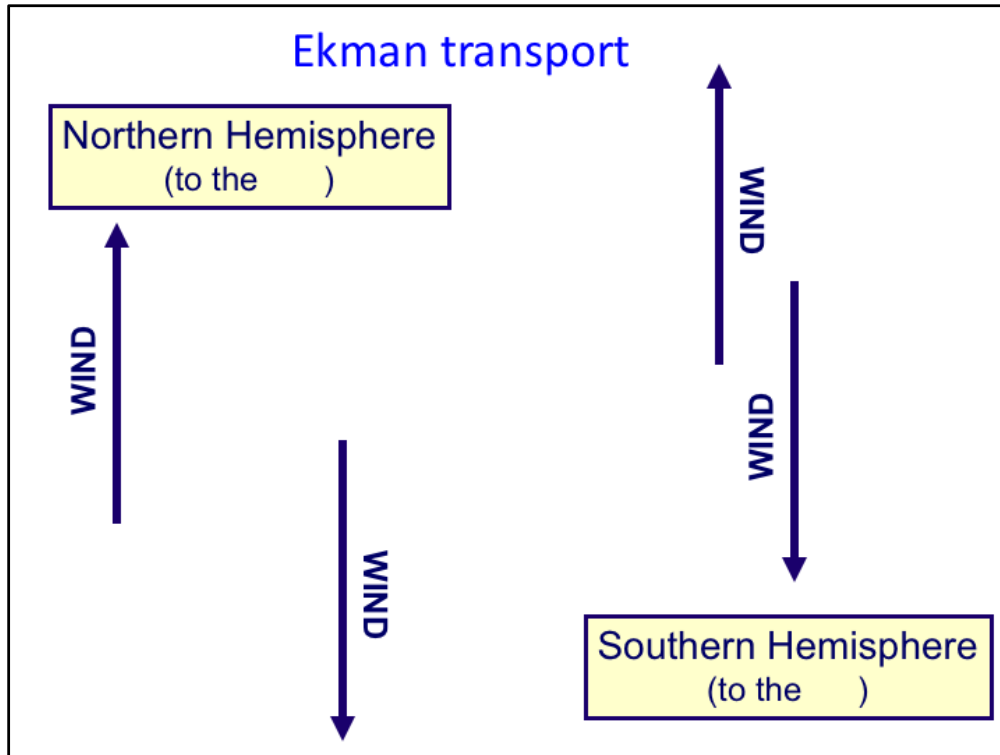 Ekman transport
Northern Hemisphere
(to the        )
WIND
WIND
WIND
WIND
Southern Hemisphere
(to the      )